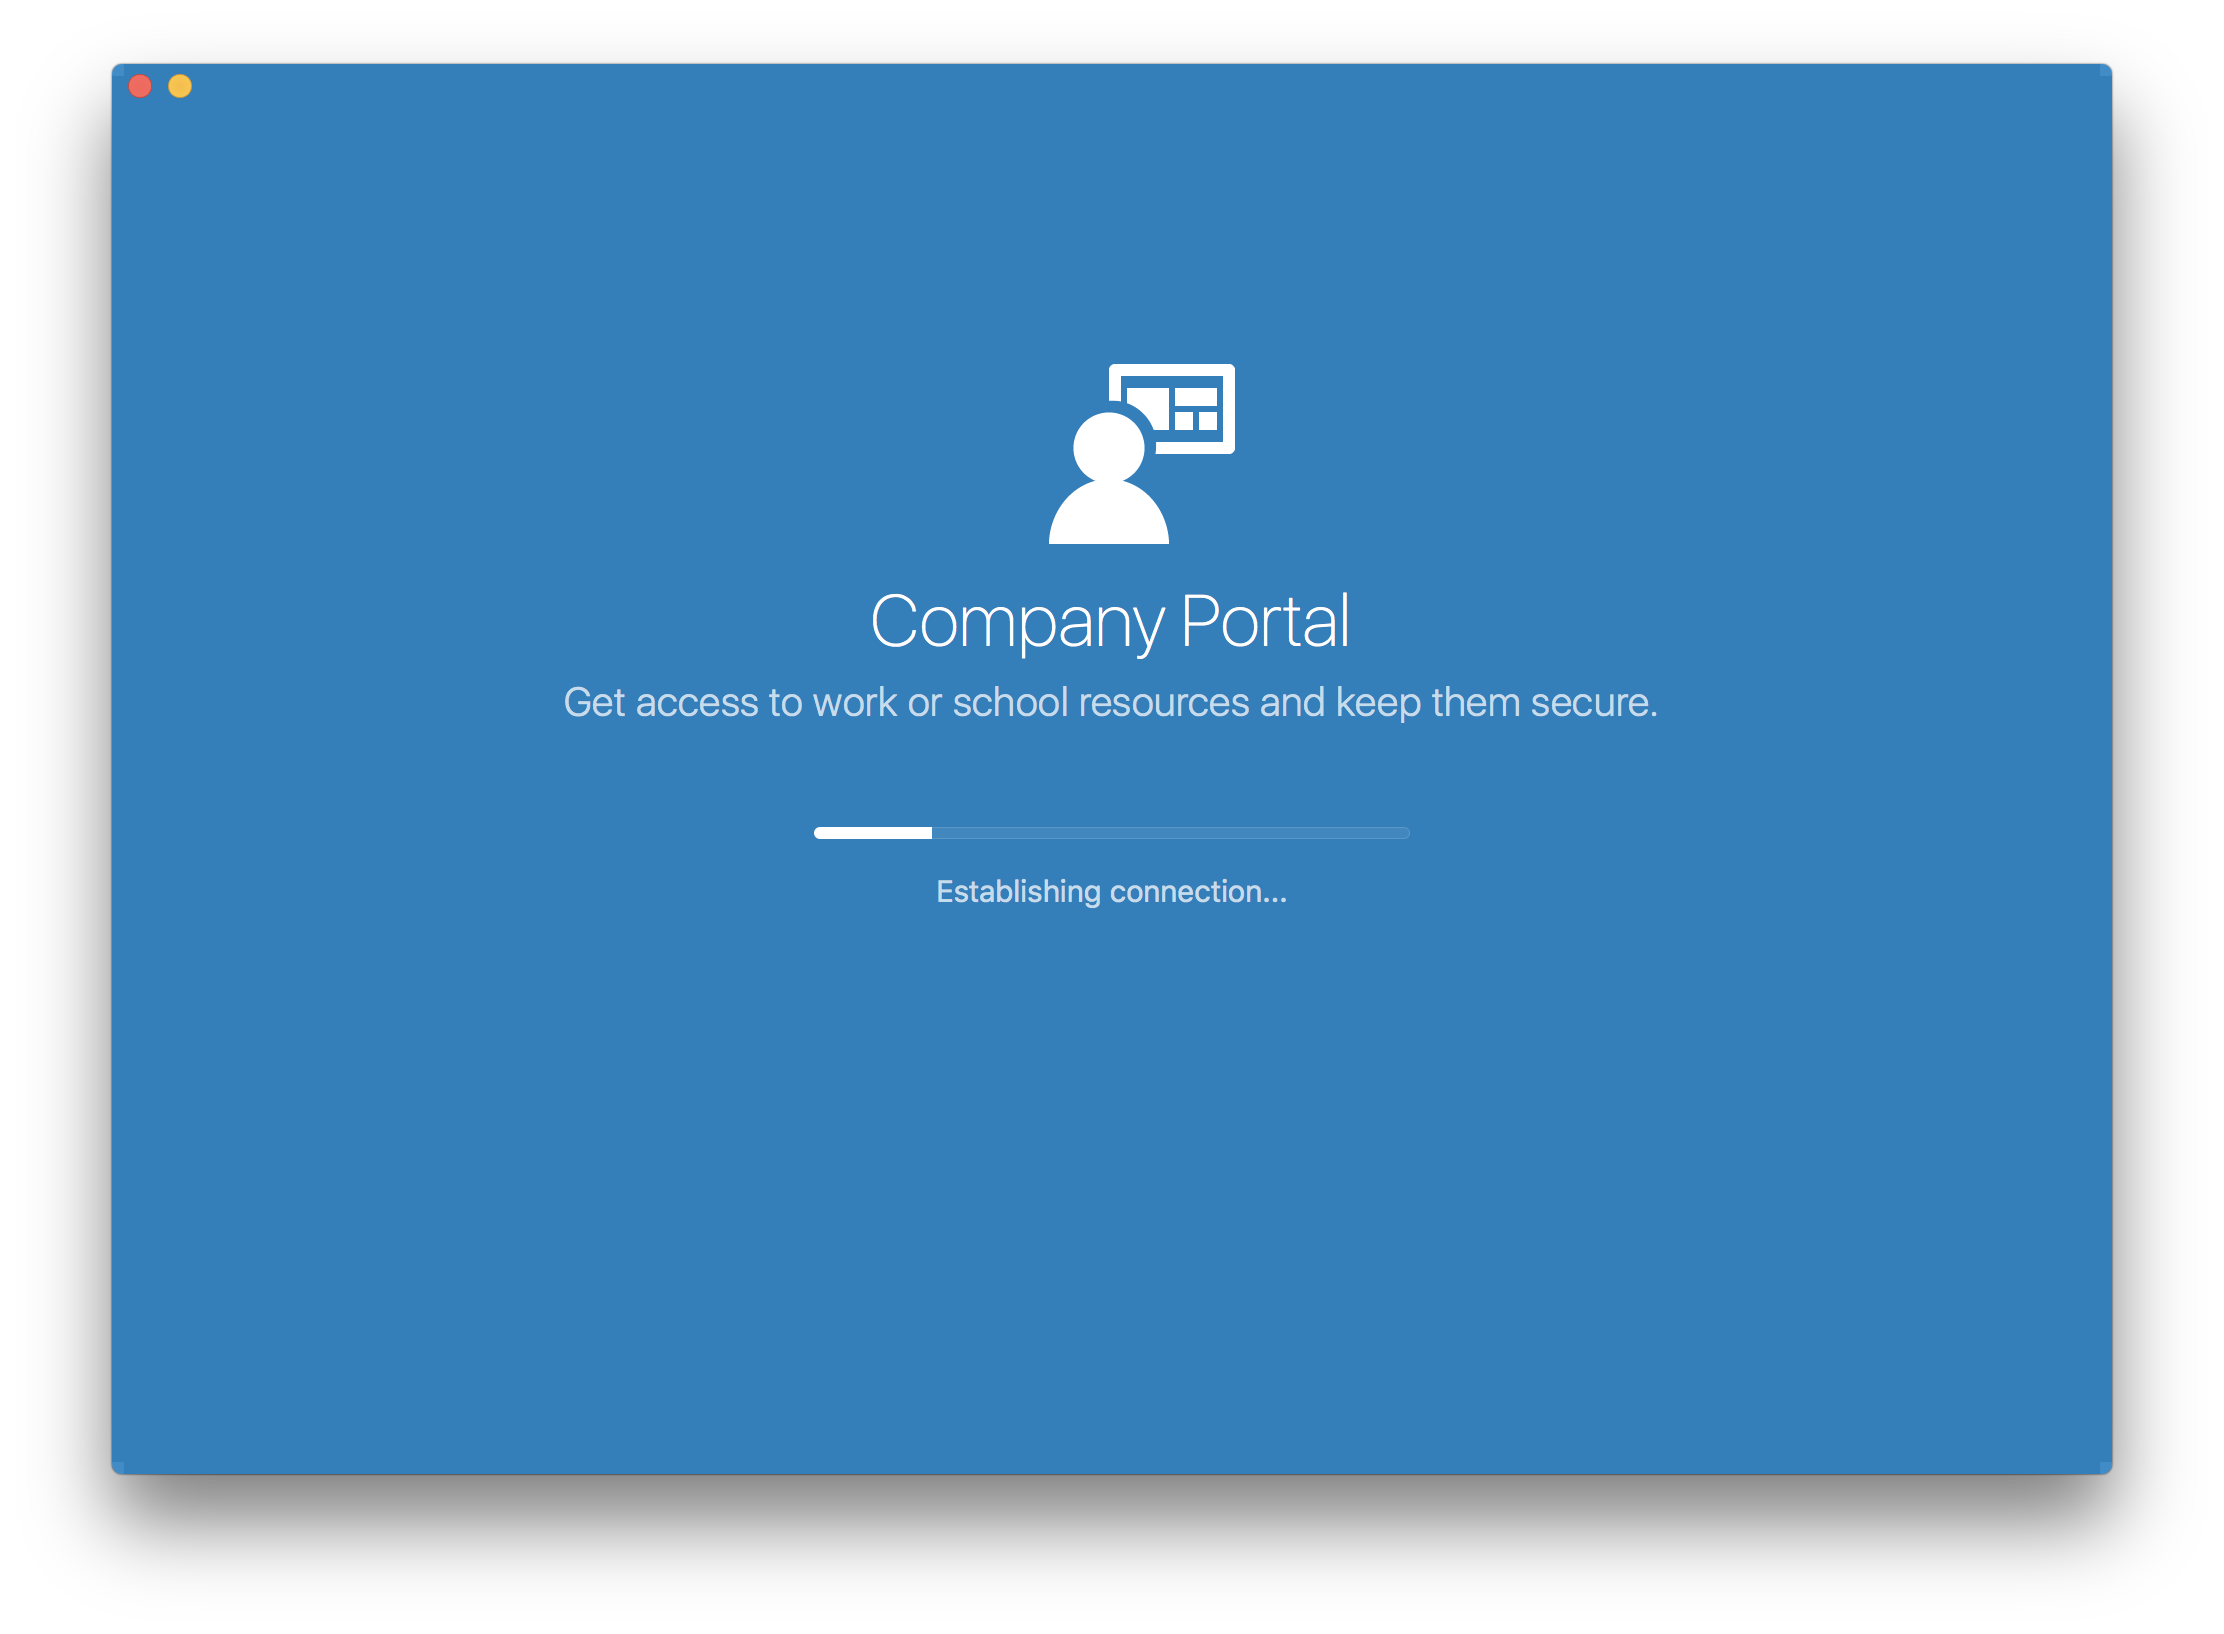 Company Portal
Get access to work or school resources and keep them secure.
Establishing connection...